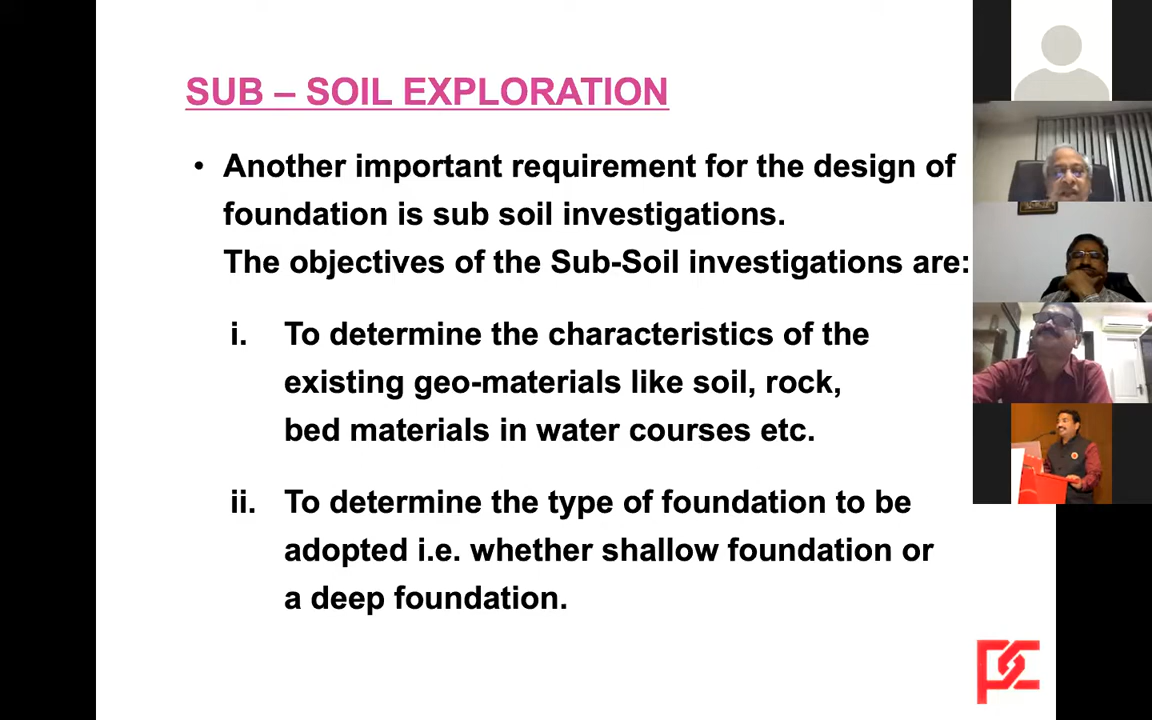 SUB – SOIL EXPLORATION
• Another important requirement for the design of
foundation is sub soil investigations.
The objectives of the Sub-Soil investigations are:
i. To determine the characteristics of the
existing geo-materials like soil, rock,
bed materials in water courses etc.
ii. To determine the type of foundation to be
adopted i.e. whether shallow foundation or
a deep foundation.